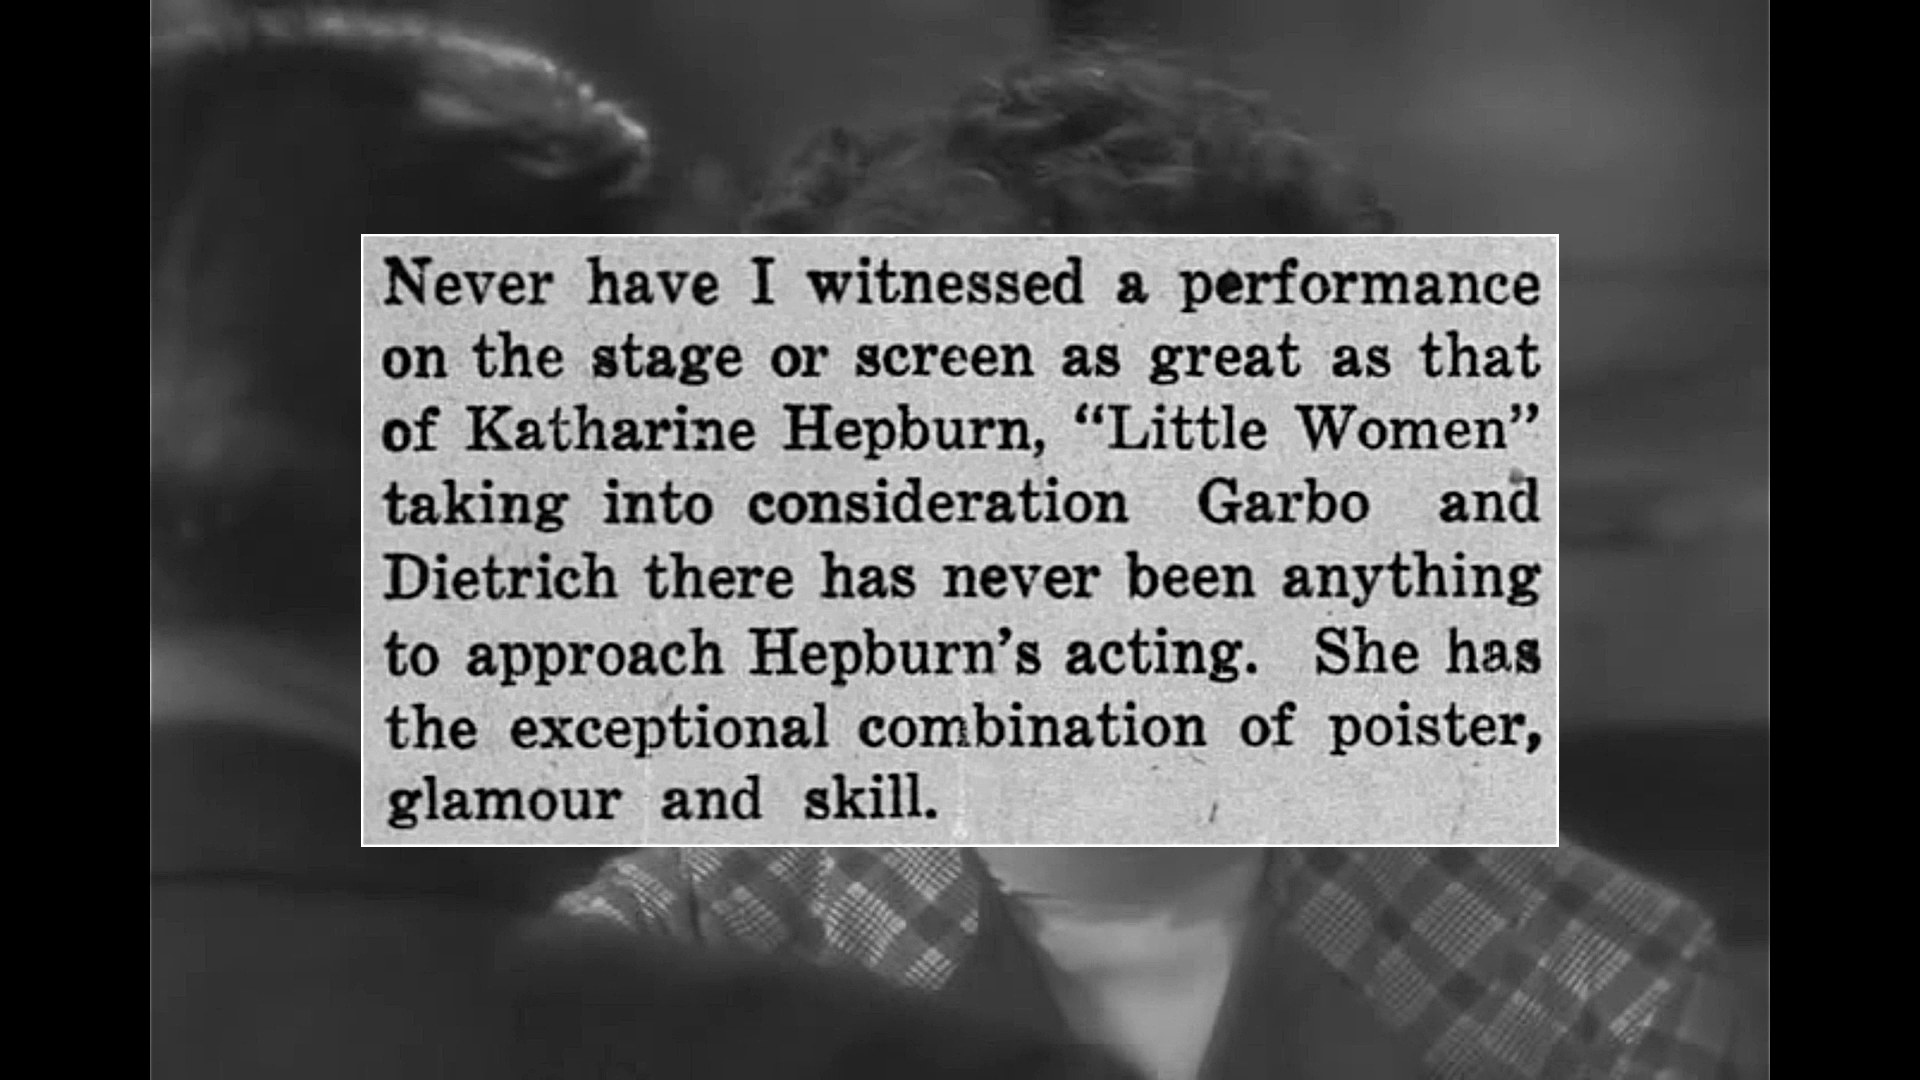 Never have I witnessed a performance
on the stage or screen as great as that
of Katharine Hepburn, "Little Women"
taking into consideration Garbo and
Dietrich there has never been anything
to approach Hepburn's acting. She has
the exceptional combination of poister,
glamour and skill.